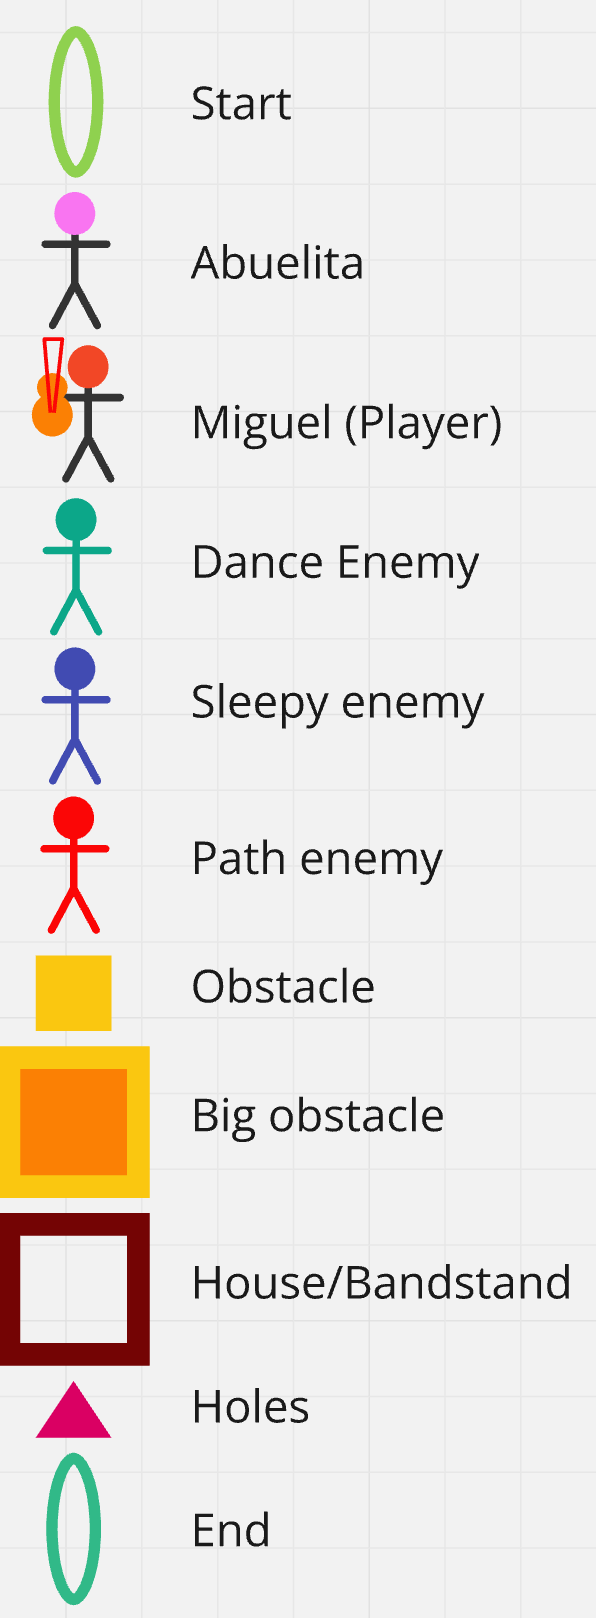 Start
Abuelita
Miguel (Player)
Dance Enemy
Sleepy enemy
Path enemy
Obstacle
Big obstacle
House/Bandstand
Holes
End